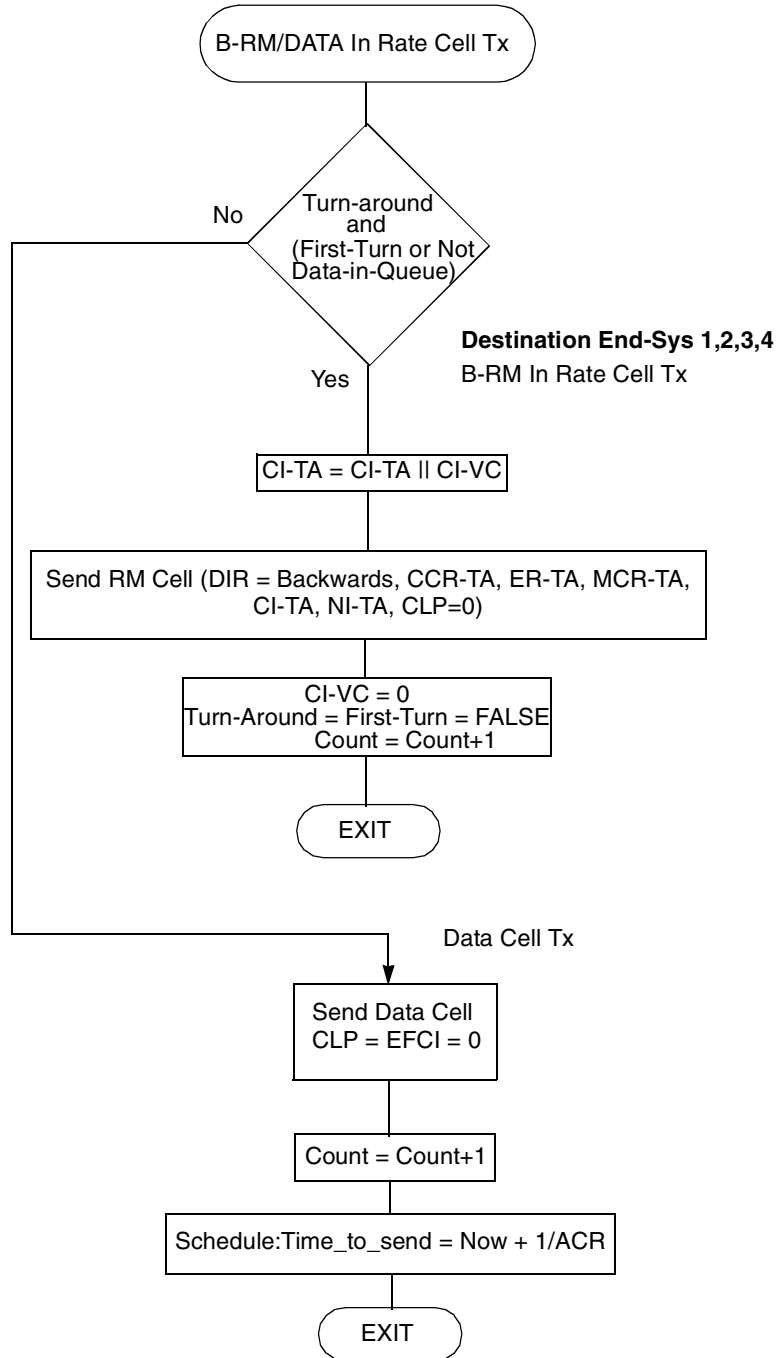 B-RM/DATA In Rate Cell Tx
Turn-around
and
(First-Turn or Not
Data-in-Queue)
No
Destination End-Sys 1,2,3,4
B-RM In Rate Cell Tx
Yes
CI-TA = CI-TA || CI-VC
Send RM Cell (DIR = Backwards, CCR-TA, ER-TA, MCR-TA,
CI-TA, NI-TA, CLP=0)
CI-VC = 0
Turn-Around = First-Turn = FALSE
Count = Count+1
EXIT
Data Cell Tx
Send Data Cell
CLP = EFCI = 0
Count = Count+1
Schedule:Time_to_send = Now + 1/ACR
EXIT